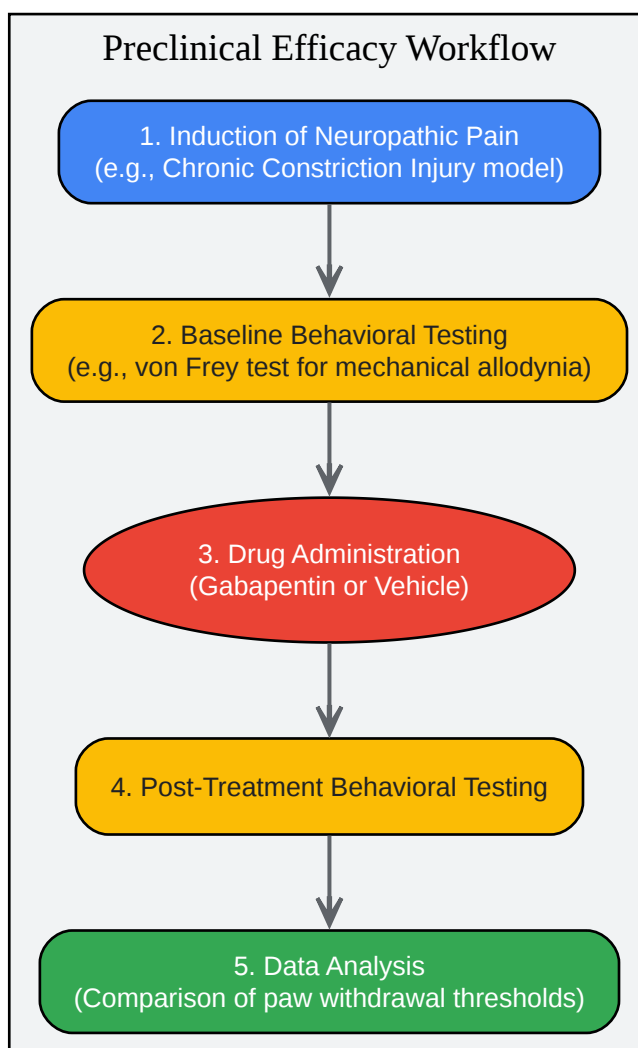 Preclinical Efficacy Workflow
1. Induction of Neuropathic Pain
(e.g., Chronic Constriction Injury model)
2. Baseline Behavioral Testing
(e.g., von Frey test for mechanical allodynia)
3. Drug Administration
(Gabapentin or Vehicle)
4. Post-Treatment Behavioral Testing
5. Data Analysis
(Comparison of paw withdrawal thresholds)